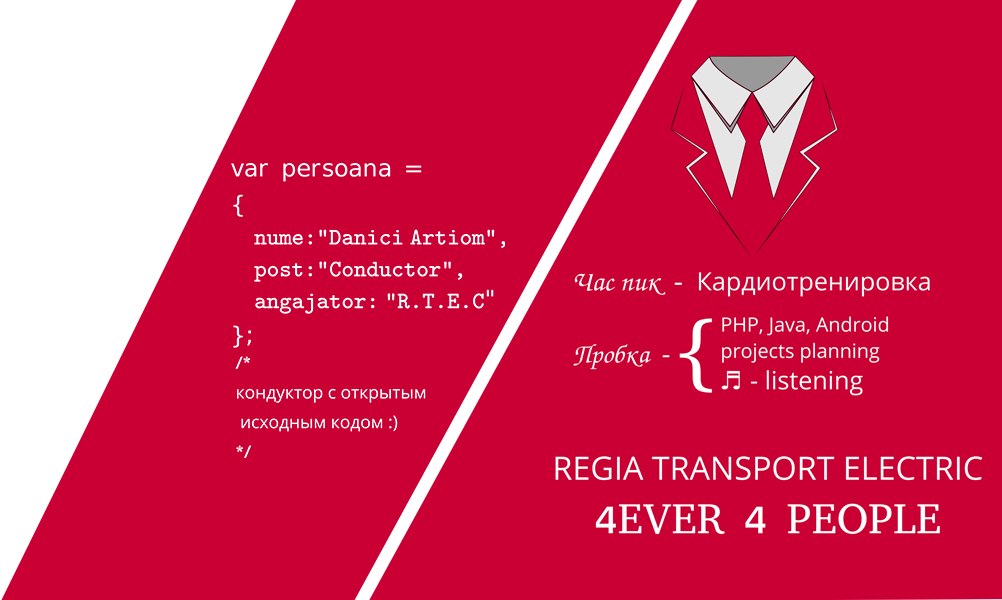 var persoana =
{
nume:"Danici Artiom",
post:"Conductor",
angajator: "R.T.E.C"
};
/*
кондуктор с открытым
исходным кодом :)
*/
Час пик - Кардиотренировка
Пробка - {
PHP, Java, Android
projects planning
♬ - listening
REGIA TRANSPORT ELECTRIC
4EVER 4 PEOPLE